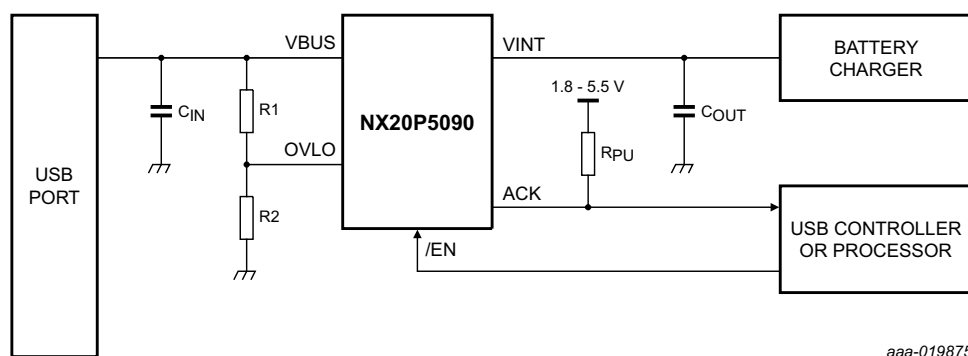 USB
PORT
VBUS
VINT
CIN
R1
OVLO
R2
NX20P5090
1.8 - 5.5 V
RPU
COUT
ACK
/EN
BATTERY
CHARGER
USB CONTROLLER
OR PROCESSOR
aaa-019875